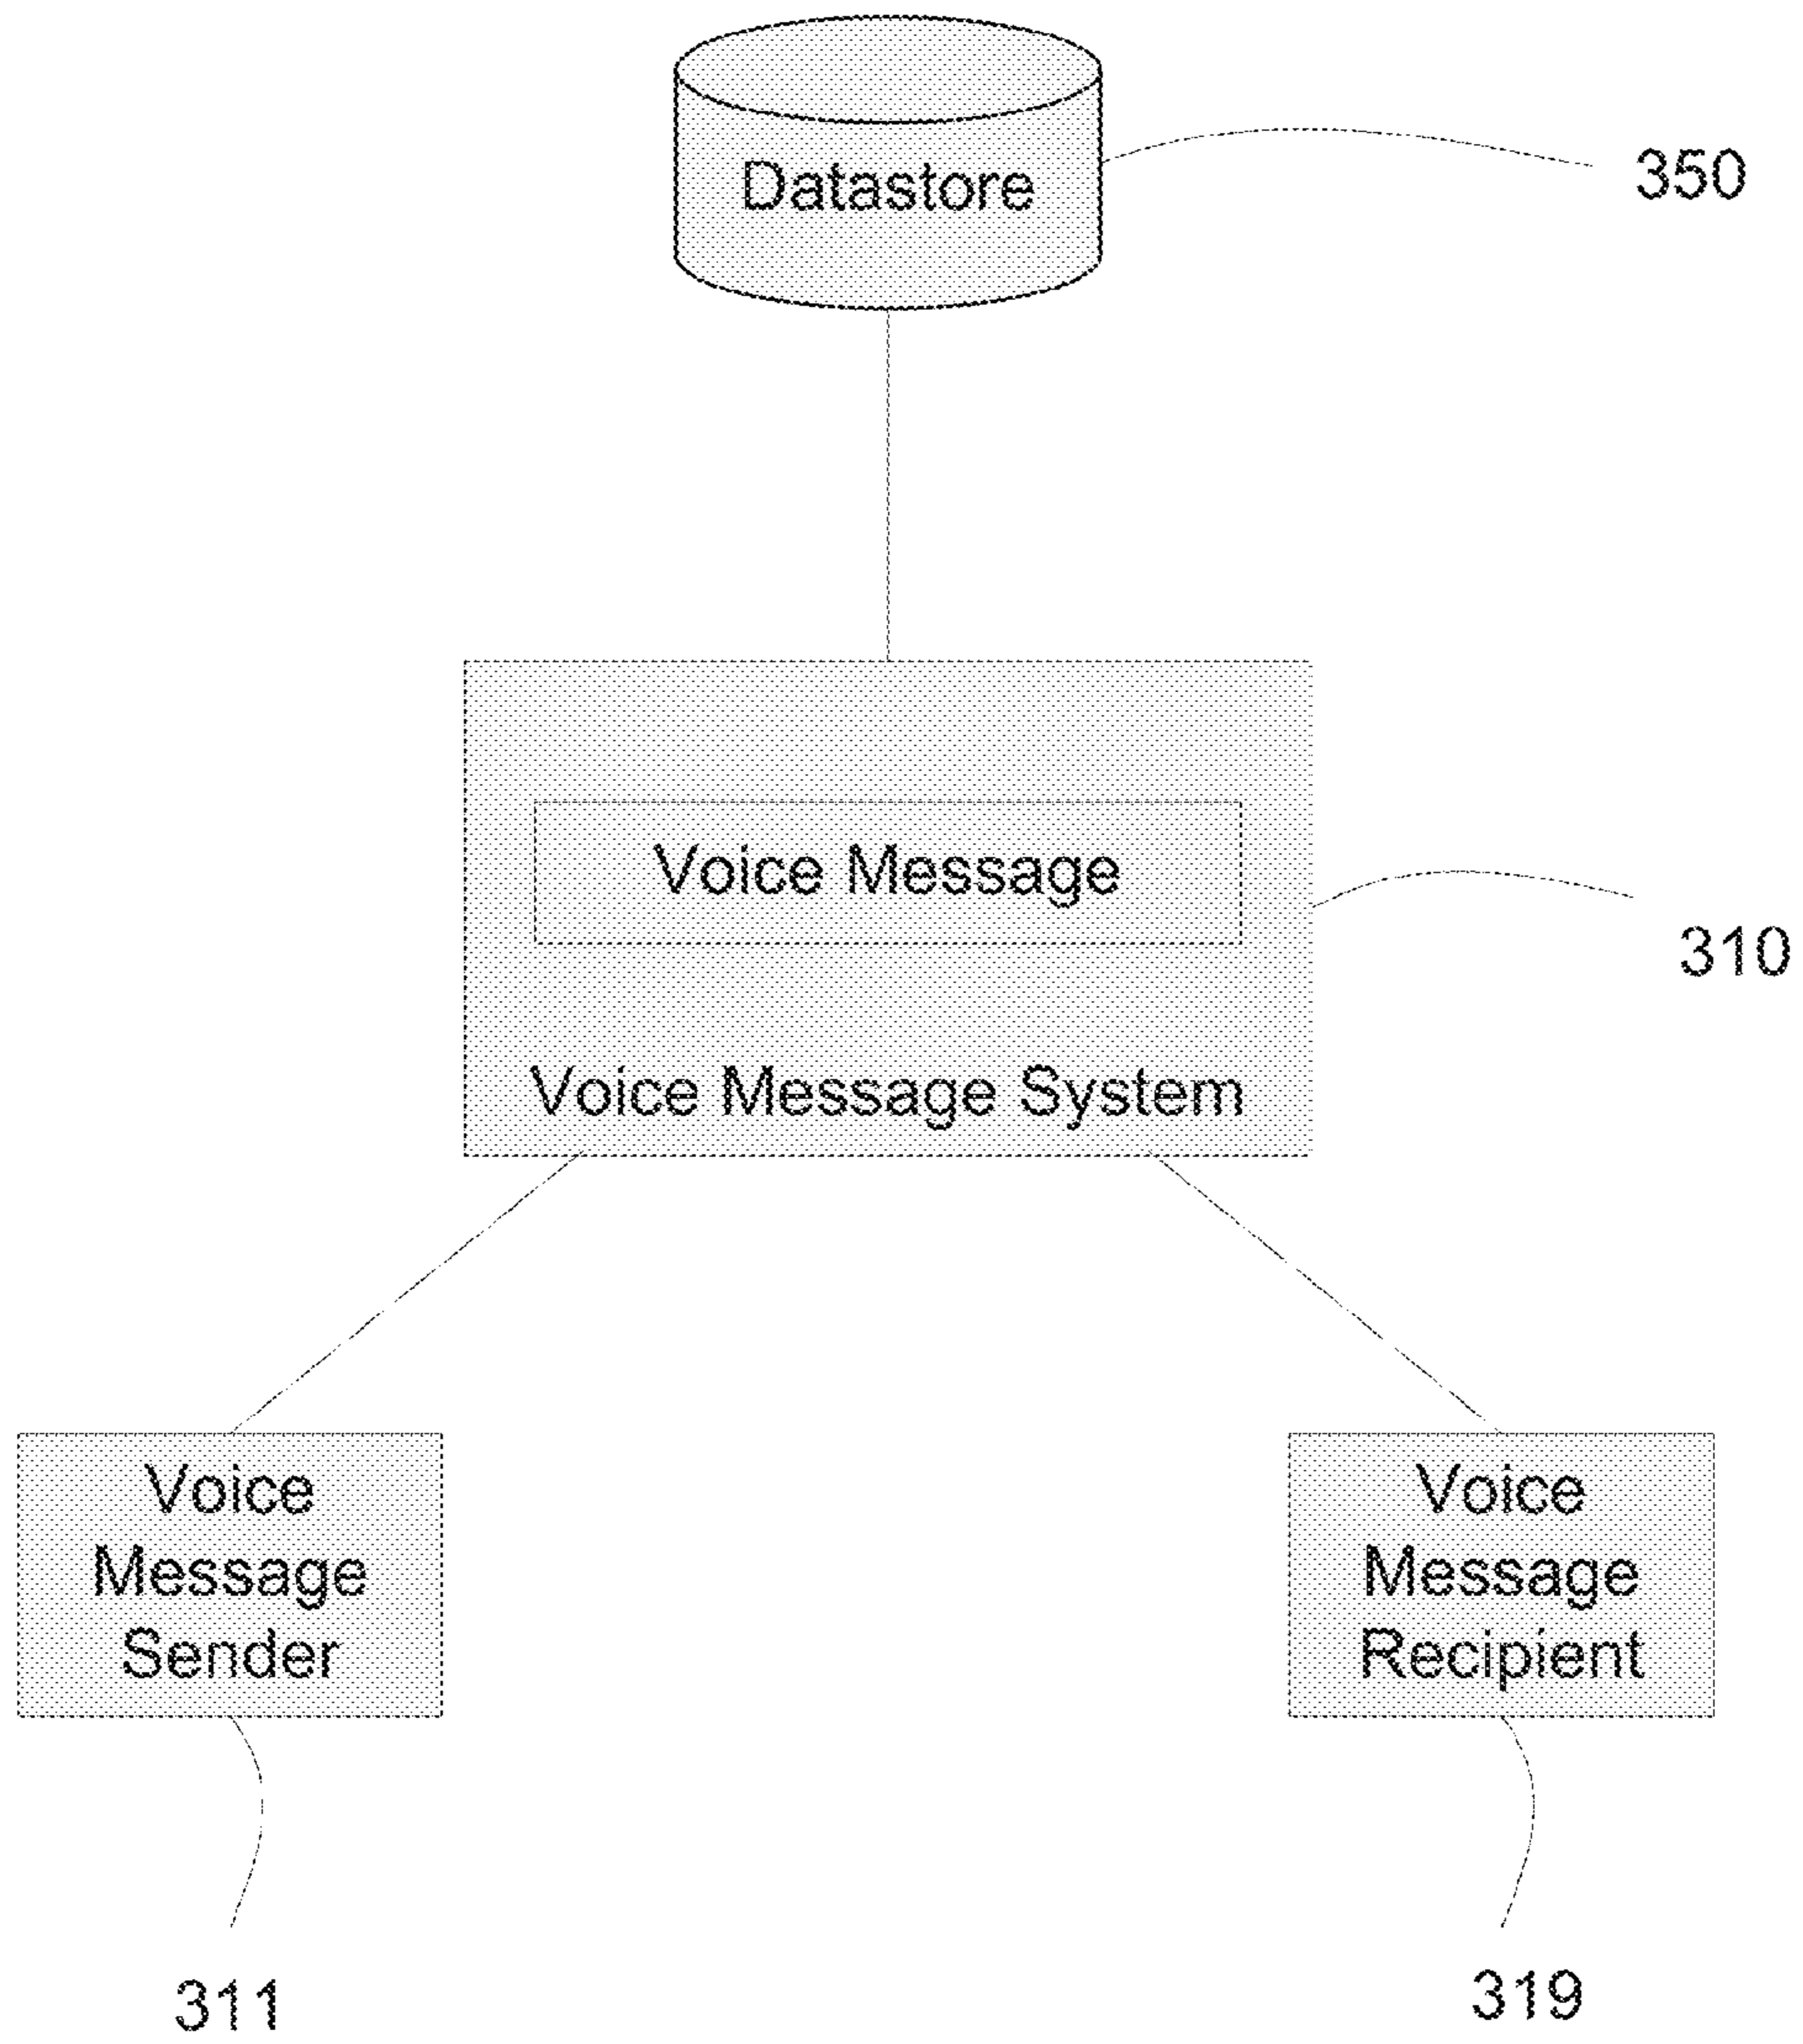 Datastore
350
Voice Message
310
Voice Message System
Voice
Message
Sender
Voice
Message
Recipient
311
319